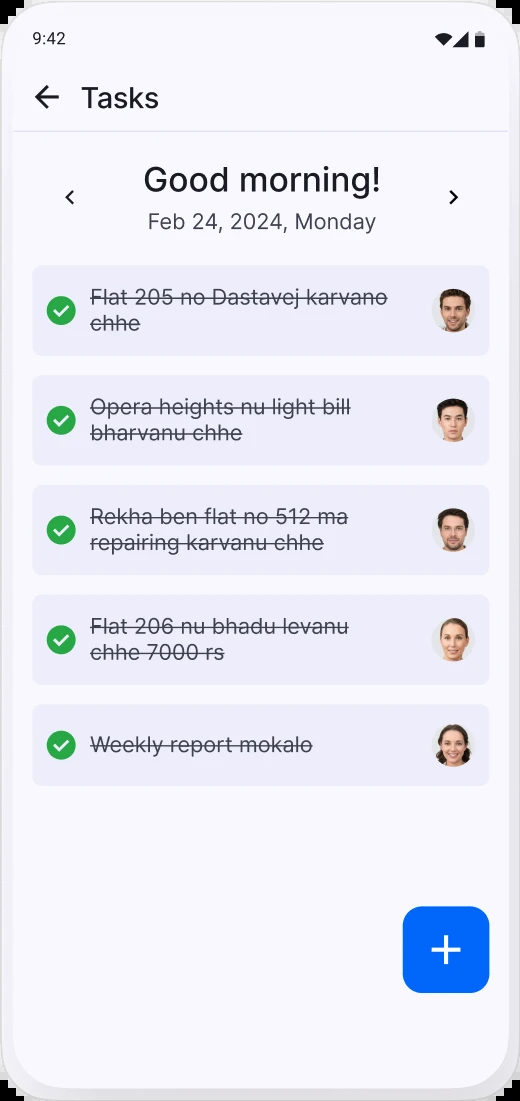 9:42
Tasks
Good morning!
Feb 24, 2024, Monday
Flat 205 no Dastavej karvano
chhe
Opera heights nu light bill
bharvanu chhe
Rekha ben flat no 512 ma
repairing karvanu chhe
Flat 206 nu bhadu levanu
chhe 7000 rs
Weekly report mokalo